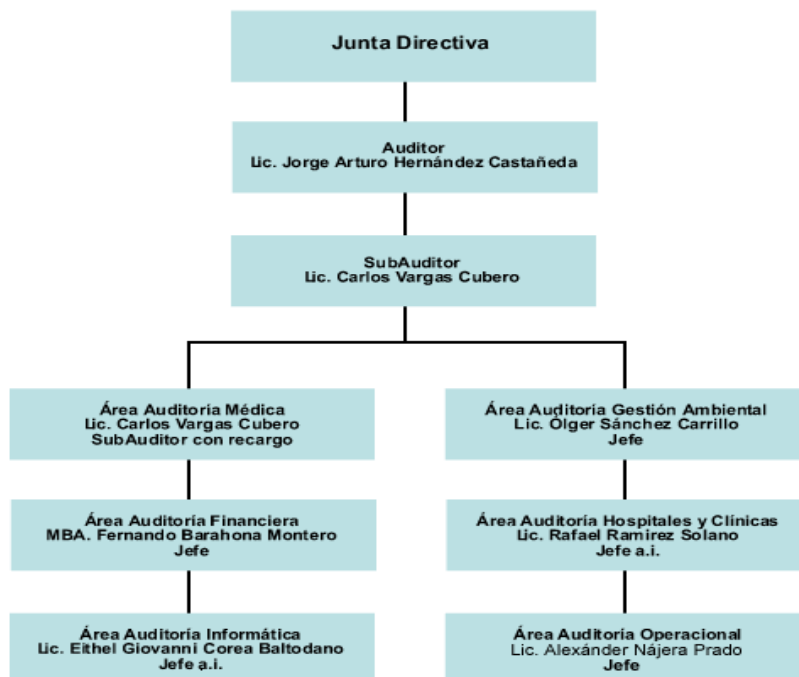 Junta Directiva
Auditor
Lic. Jorge Arturo Hernández Castañeda
SubAuditor
Lic. Carlos Vargas Cubero
Área Auditoría Médica
Lic. Carlos Vargas Cubero
SubAuditor con recargo
Área Auditoría Financiera
MBA. Fernando Barahona Montero
Jefe
Área Auditoría Informática
Lic. Eithel Giovanni Corea Baltodano
Jefe a.i.
Área Auditoría Gestión Ambiental
Lic. Ólger Sánchez Carrillo
Jefe
Área Auditoría Hospitales y Clínicas
Lic. Rafael Ramirez Solano
Jefe a.i.
Área Auditoría Operacional
Lic. Alexánder Nájera Prado
Jefe